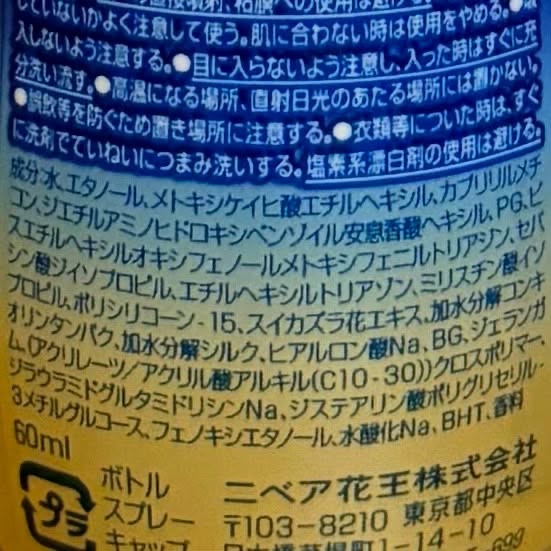 していないかよく注意して使う。肌に合わない時は使用をやめる。
入しないよう注意する。●目に入らないよう注意し、入った時はすぐに充
分洗い流す。●高温になる場所、直射日光のあたる場所には置かない。
●誤飲等を防ぐため置き場所に注意する。●衣類等についた時は、すぐ
に洗剤でていねいにつまみ洗いする。塩素系漂白剤の使用は避ける。
成分:水、エタノール、メトキシケイヒ酸エチルヘキシル、カプリリルメチ
コン、ジエチルアミノヒドロキシベンゾイル安息香酸ヘキシル、PG、ビ
スエチルヘキシルオキシフェノールメトキシフェニルトリアジン、セバ
シン酸ジイソプロピル、エチルヘキシルトリアゾン、ミリスチン酸イソ
プロピル、ポリシリコーン-15、スイカズラ花エキス、加水分解コンキ
オリンタンパク、加水分解シルク、ヒアルロン酸Na、BG、ジェランガ
ム、(アクリレーツ/アクリル酸アルキル(C10-30))クロスポリマー、
ジラウラミドグルタミドリシンNa、ジステアリン酸ポリグリセリル-
3メチルグルコース、フェノキシエタノール、水酸化Na、BHT、香料
60ml
プラ
ボトル
スプレー
キャップ
ニベア花王株式会社
〒103-8210 東京都中央区
日本橋茅場町1-14-10